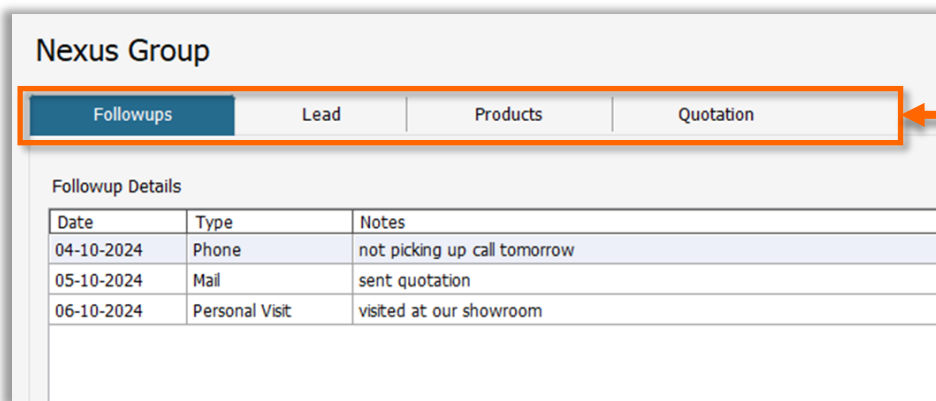 Nexus Group
Followups Lead Products Quotation
Followup Details
Date Type Notes
04-10-2024 Phone not picking up call tomorrow
05-10-2024 Mail sent quotation
06-10-2024 Personal Visit visited at our showroom